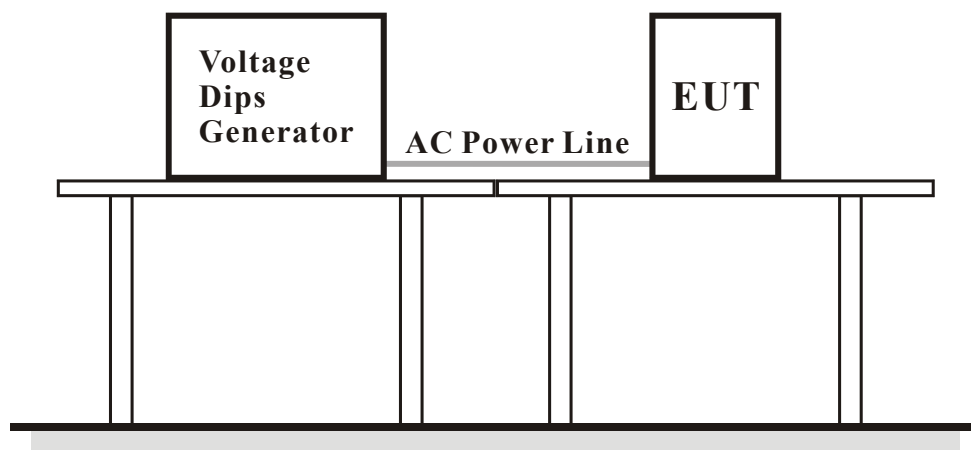 Voltage
Dips
Generator
EUT
AC Power Line